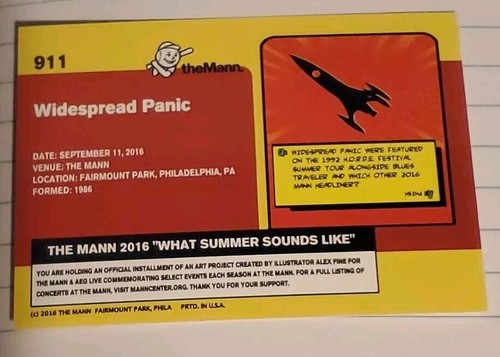 911
theMann.
Widespread Panic
DATE: SEPTEMBER 11, 2016
VENUE: THE MANN
LOCATION: FAIRMOUNT PARK, PHILADELPHIA, PA
FORMED: 1986
WIDESPREAD PANIC WERE FEATURED
ON THE 1992 H.O.R.D.E. FESTIVAL
SUMMER TOUR ALONGSIDE BLUES
TRAVELER AND WHICH OTHER 2016
MANN HEADLINER?
THE MANN 2016 "WHAT SUMMER SOUNDS LIKE"
YOU ARE HOLDING AN OFFICIAL INSTALLMENT OF AN ART PROJECT CREATED BY ILLUSTRATOR ALEX FINE FOR
THE MANN & AEG LIVE COMMEMORATING SELECT EVENTS EACH SEASON AT THE MANN. FOR A FULL LISTING OF
CONCERTS AT THE MANN, VISIT MANNCENTER.ORG. THANK YOU FOR YOUR SUPPORT.
(c) 2016 THE MANN FAIRMOUNT PARK, PHILA PRTD. IN U.S.A.